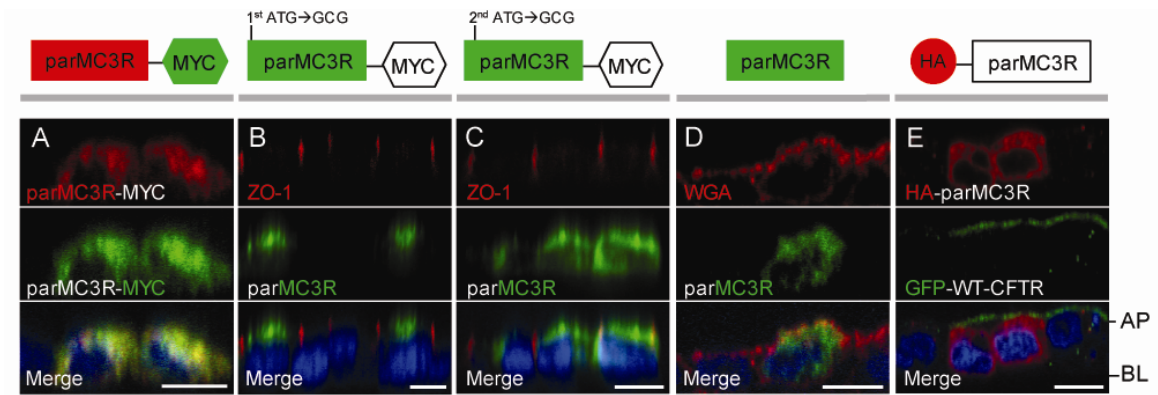 1st ATG→GCG
2nd ATG→GCG
parMC3R MYC
parMC3R MYC
parMC3R MYC
parMC3R
HA parMC3R
A
B
C
D
E
parMC3R-MYC
ZO-1
ZO-1
WGA
HA-parMC3R
parMC3R-MYC
parMC3R
parMC3R
parMC3R
GFP-WT-CFTR
Merge
Merge
Merge
Merge
Merge
AP
BL